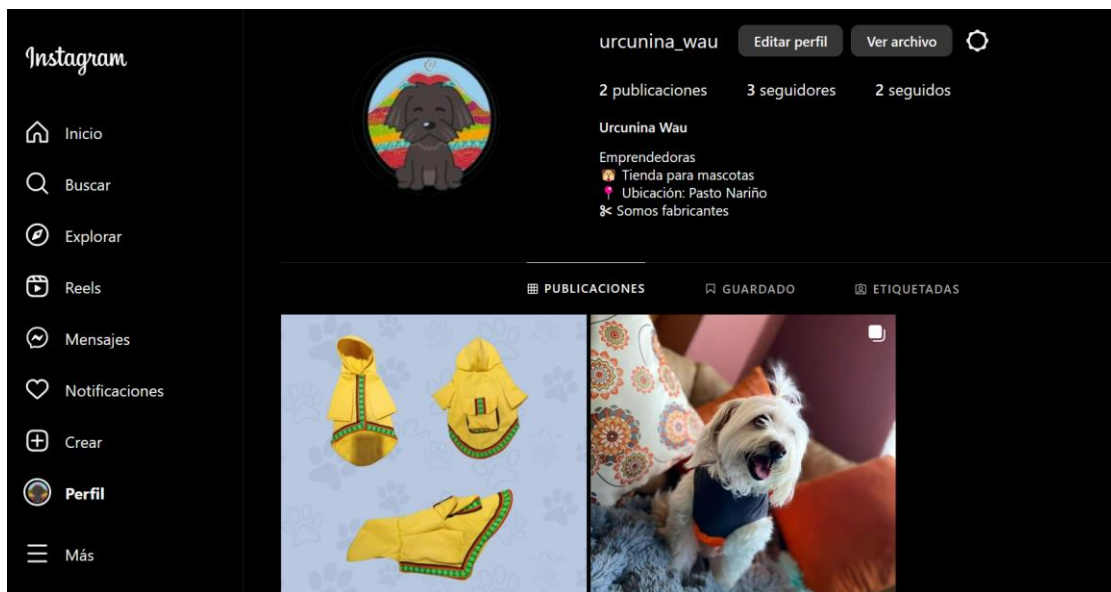 Instagram
Inicio
Buscar
Explorar
Reels
Mensajes
Notificaciones
Crear
Perfil
Más
urcunina_wau Editar perfil Ver archivo
2 publicaciones 3 seguidores 2 seguidos
Urcunina Wau
Emprendedoras
🐶 Tienda para mascotas
📍 Ubicación: Pasto Nariño
✂ Somos fabricantes
PUBLICACIONES GUARDADO ETIQUETADAS